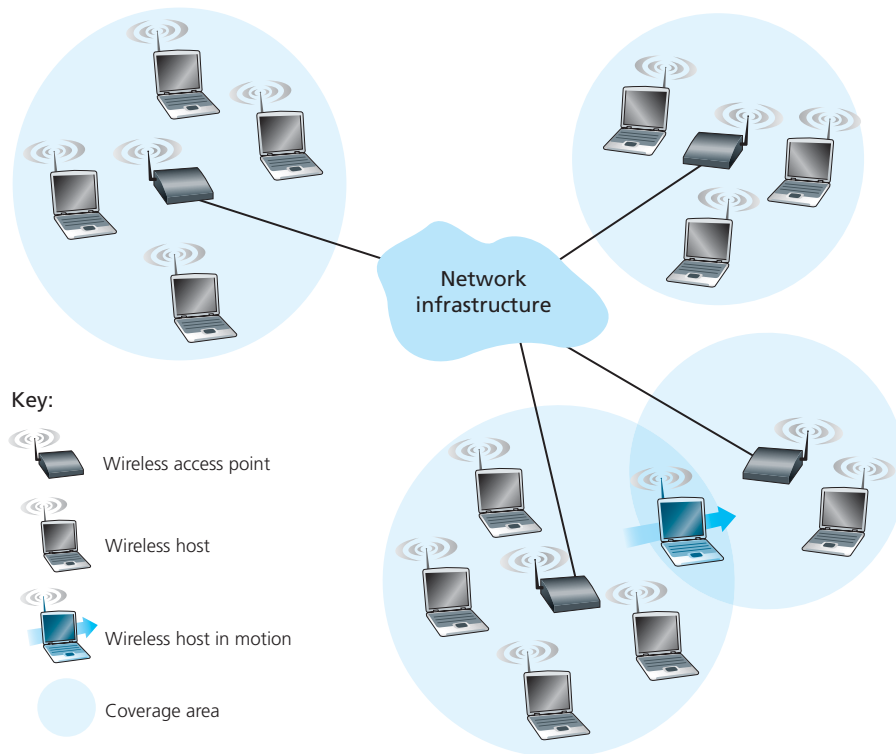 Network
infrastructure
Key:
Wireless access point
Wireless host
Wireless host in motion
Coverage area